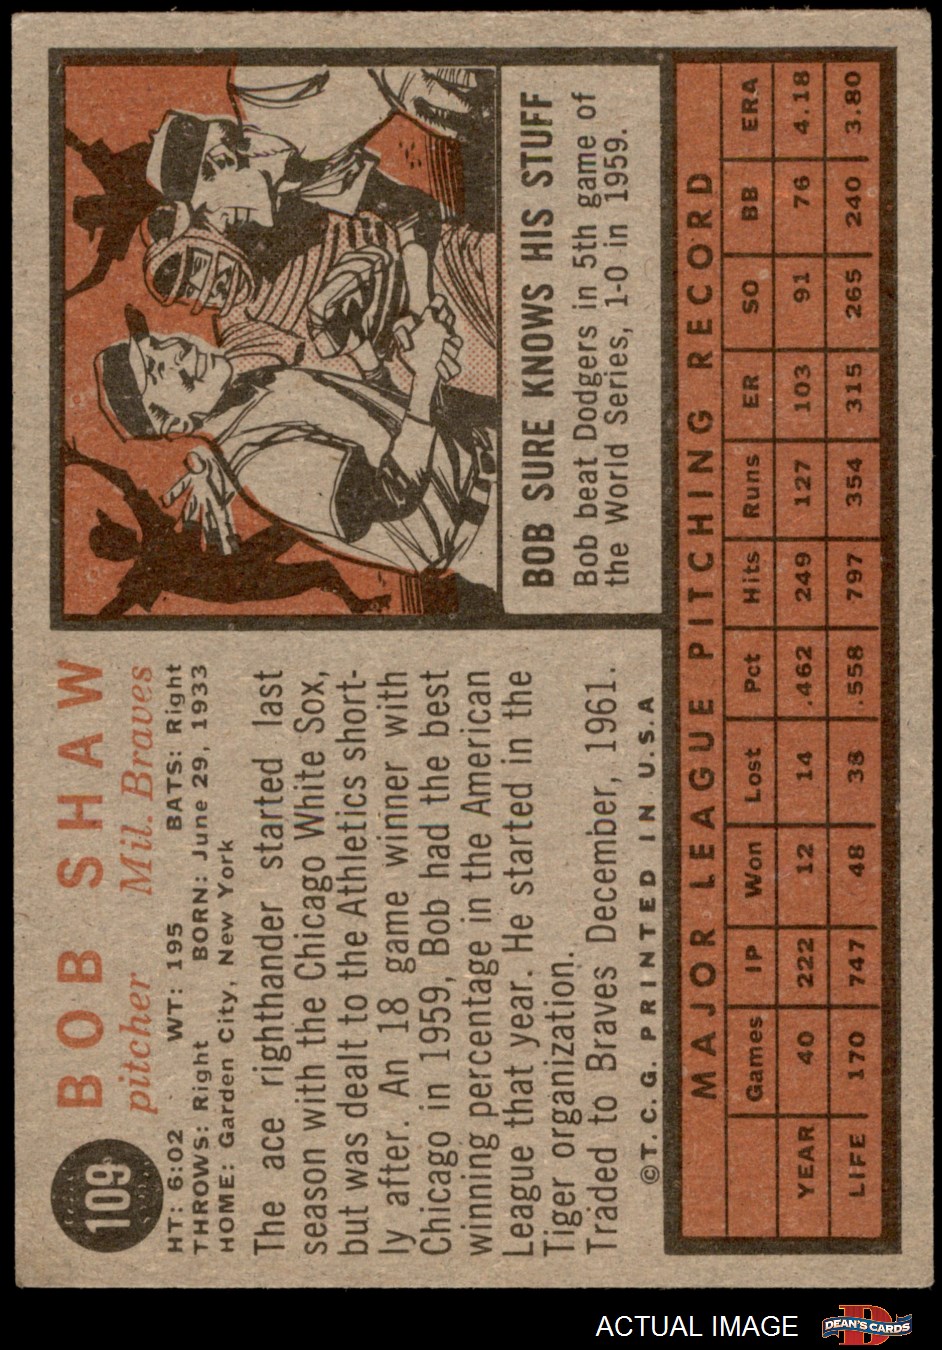 109
BOB SHAW
pitcher Mil. Braves
HT: 6:02 WT: 195 BATS: Right
THROWS: Right BORN: June 29, 1933
HOME: Garden City, New York
The ace righthander started last
season with the Chicago White Sox,
but was dealt to the Athletics short-
ly after. An 18 game winner with
Chicago in 1959, Bob had the best
winning percentage in the American
League that year. He started in the
Tiger organization.
Traded to Braves December, 1961.
©T. C. G. PRINTED IN U.S.A
BOB SURE KNOWS HIS STUFF
Bob beat Dodgers in 5th game of
the World Series, 1-0 in 1959.
MAJOR LEAGUE PITCHING RECORD
Games IP Won Lost Pct Hits Runs ER SO BB ERA
YEAR 40 222 12 14 .462 249 127 103 91 76 4.18
LIFE 170 747 48 38 .558 797 354 315 265 240 3.80
ACTUAL IMAGE
D
DEAN'S CARDS